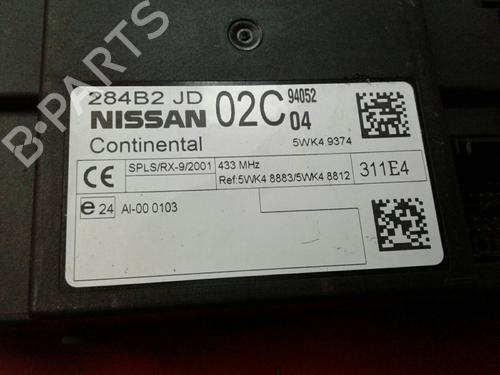 B-PARTS
284B2 JD 02C 94052
NISSAN 04
Continental 5WK4 9374
CE SPLS/RX-9/2001 433 MHz
Ref:5WK4 8883/5WK4 8812 311E4
e 24 AI-00 0103